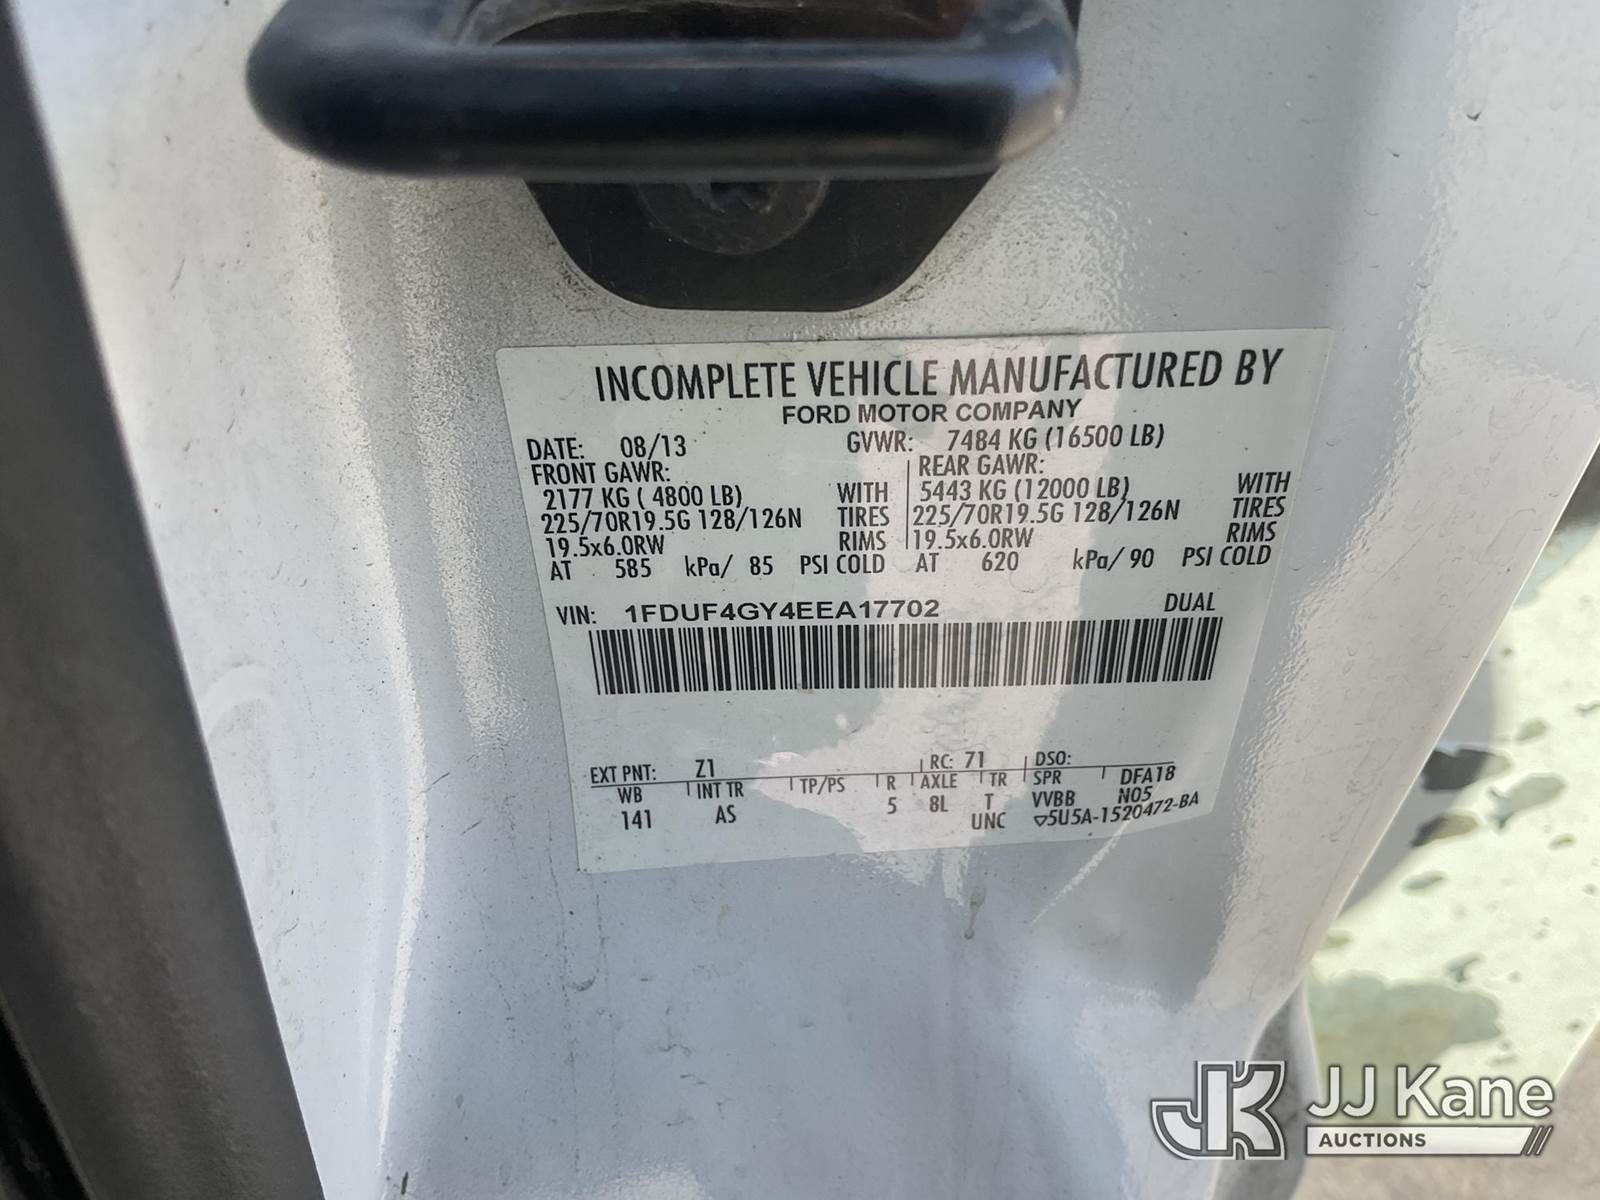 INCOMPLETE VEHICLE MANUFACTURED BY
FORD MOTOR COMPANY
DATE: 08/13 GVWR: 7484 KG (16500 LB)
FRONT GAWR: REAR GAWR:
2177 KG ( 4800 LB) WITH 5443 KG (12000 LB) WITH
225/70R19.5G 128/126N TIRES 225/70R19.5G 128/126N TIRES
19.5x6.0RW RIMS 19.5x6.0RW RIMS
AT 585 kPa/ 85 PSI COLD AT 620 kPa/ 90 PSI COLD
VIN: 1FDUF4GY4EEA17702 DUAL
EXT PNT: Z1 RC: 71 DSO:
WB INT TR TP/PS R AXLE TR SPR DFA18
141 AS 5 8L T VVBB N05
UNC ▽5U5A-1520472-BA
JK JJ Kane
AUCTIONS